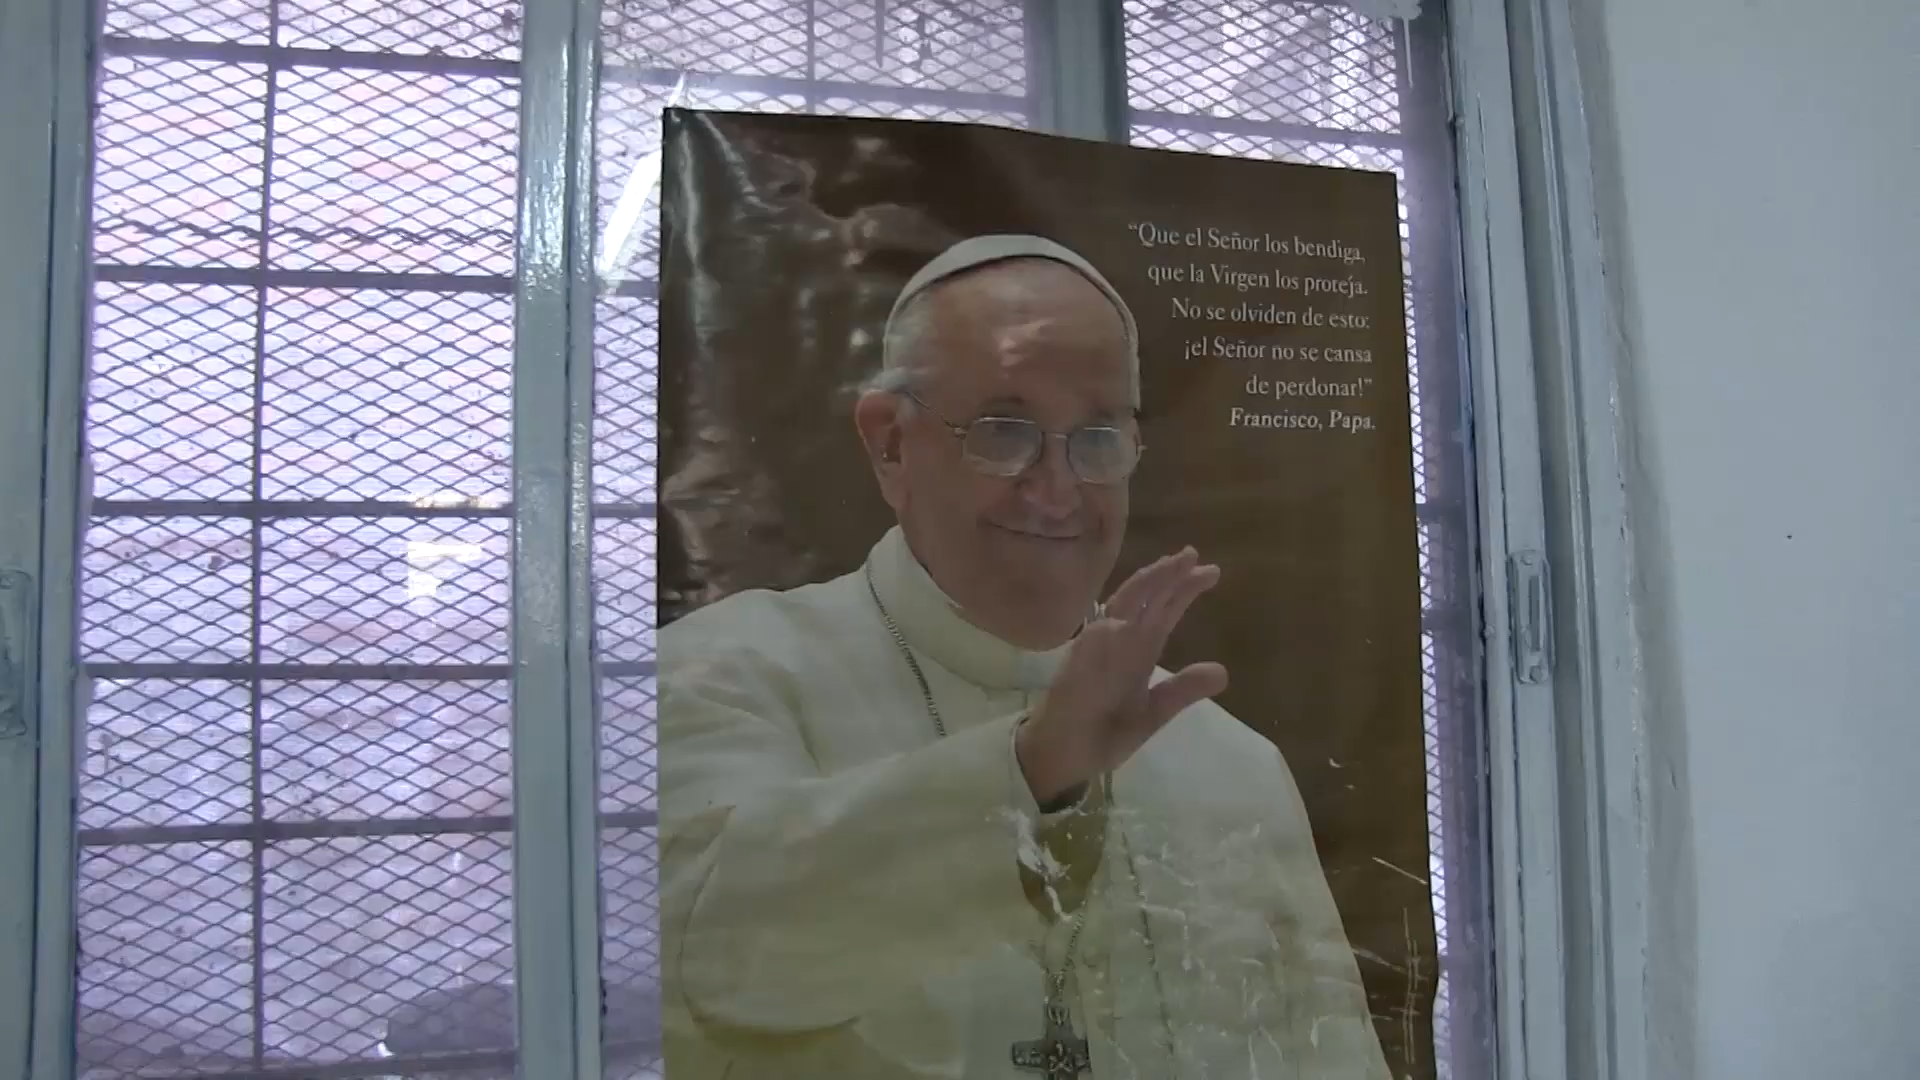 “Que el Señor los bendiga,
que la Virgen los proteja.
No se olviden de esto:
¡el Señor no se cansa
de perdonar!”
Francisco, Papa.